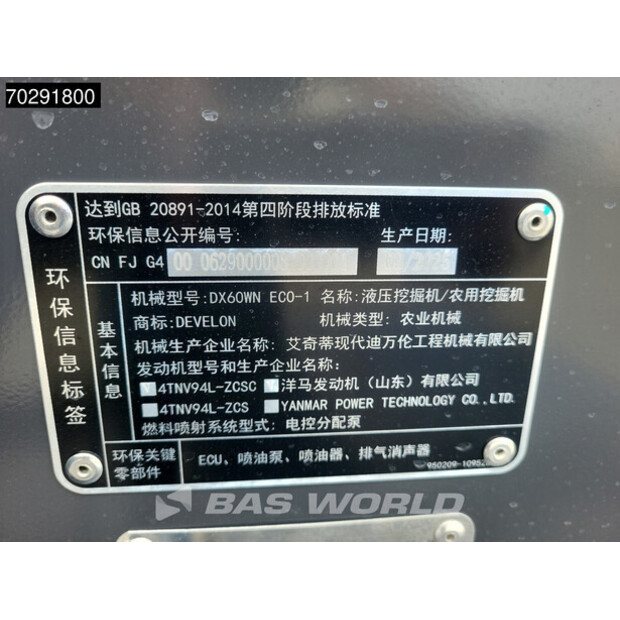 70291800
达到GB 20891-2014第四阶段排放标准
环保信息公开编号:
生产日期:
CN FJ G4 00 0629000000
环保信息标签
基本信息
机械型号:DX60WN ECO-1 名称:液压挖掘机/农用挖掘机
商标:DEVELON 机械类型: 农业机械
机械生产企业名称: 艾奇蒂现代迪万伦工程机械有限公司
发动机型号和生产企业名称:
4TNV94L-ZCSC 洋马发动机（山东）有限公司
4TNV94L-ZCS YANMAR POWER TECHNOLOGY CO.,LTD.
燃料喷射系统型式: 电控分配泵
环保关键零部件
ECU、喷油泵、喷油器、排气消声器
BAS WORLD